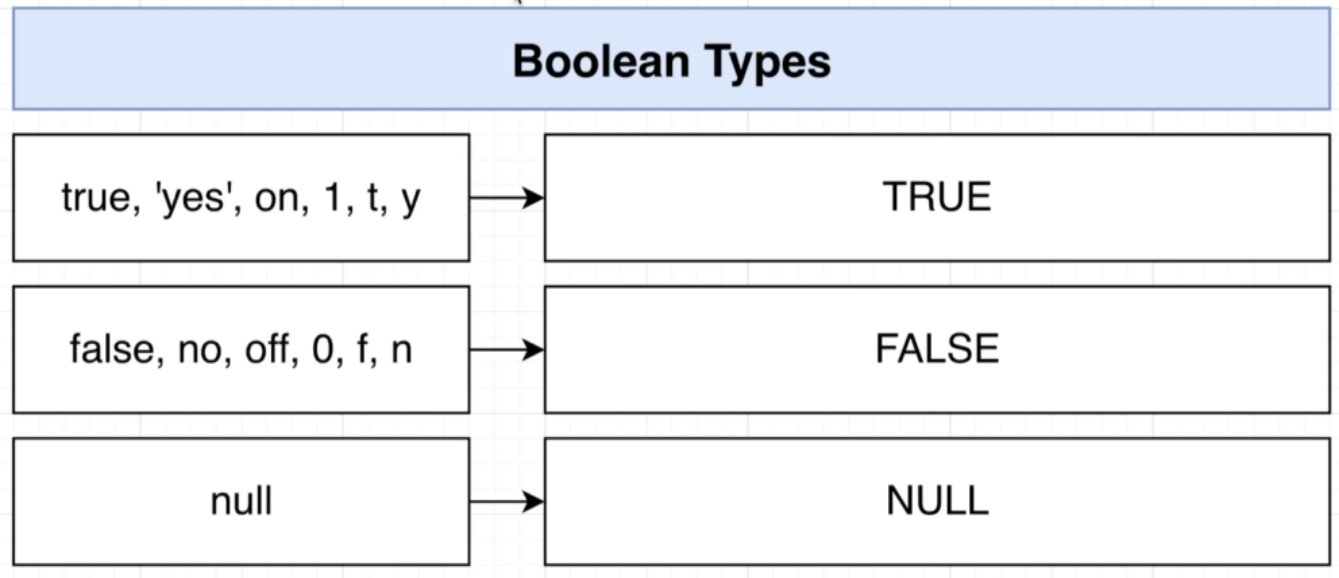 Boolean Types
true, 'yes', on, 1, t, y
TRUE
false, no, off, 0, f, n
FALSE
null
NULL